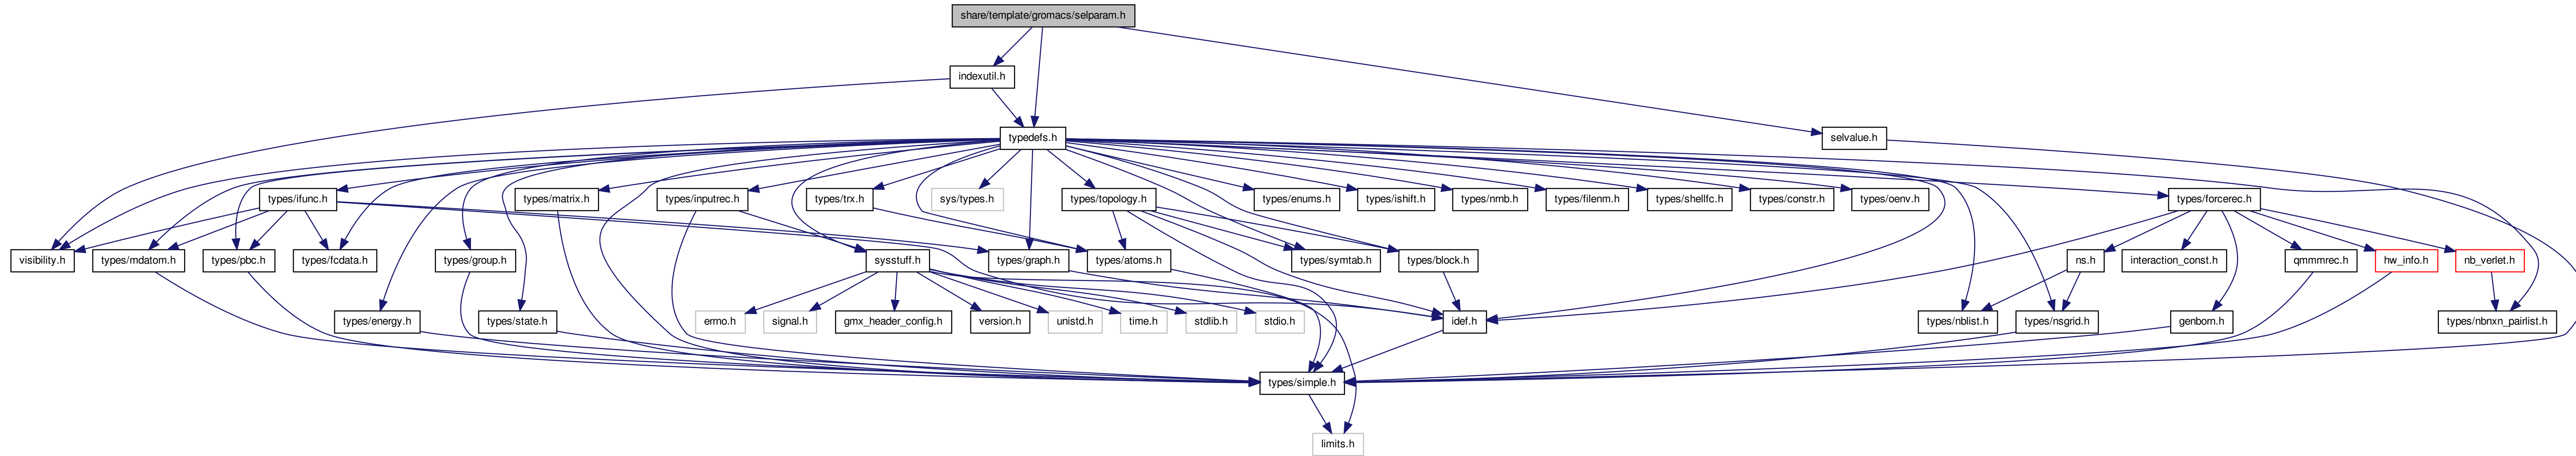 share/template/gromacs/selparam.h
indexutil.h
typedefs.h
selvalue.h
types/ifunc.h
types/matrix.h
types/inputrec.h
types/trx.h
sys/types.h
types/topology.h
types/enums.h
types/ishift.h
types/nrnb.h
types/filenm.h
types/shellfc.h
types/constr.h
types/oenv.h
types/forcerec.h
visibility.h
types/mdatom.h
types/pbc.h
types/fcdata.h
types/group.h
sysstuff.h
types/graph.h
types/atoms.h
types/symtab.h
types/block.h
ns.h
interaction_const.h
qmmmrec.h
hw_info.h
nb_verlet.h
types/energy.h
types/state.h
errno.h
signal.h
gmx_header_config.h
version.h
unistd.h
time.h
stdlib.h
stdio.h
idef.h
types/nblist.h
types/nsgrid.h
genborn.h
types/nbnxn_pairlist.h
types/simple.h
limits.h